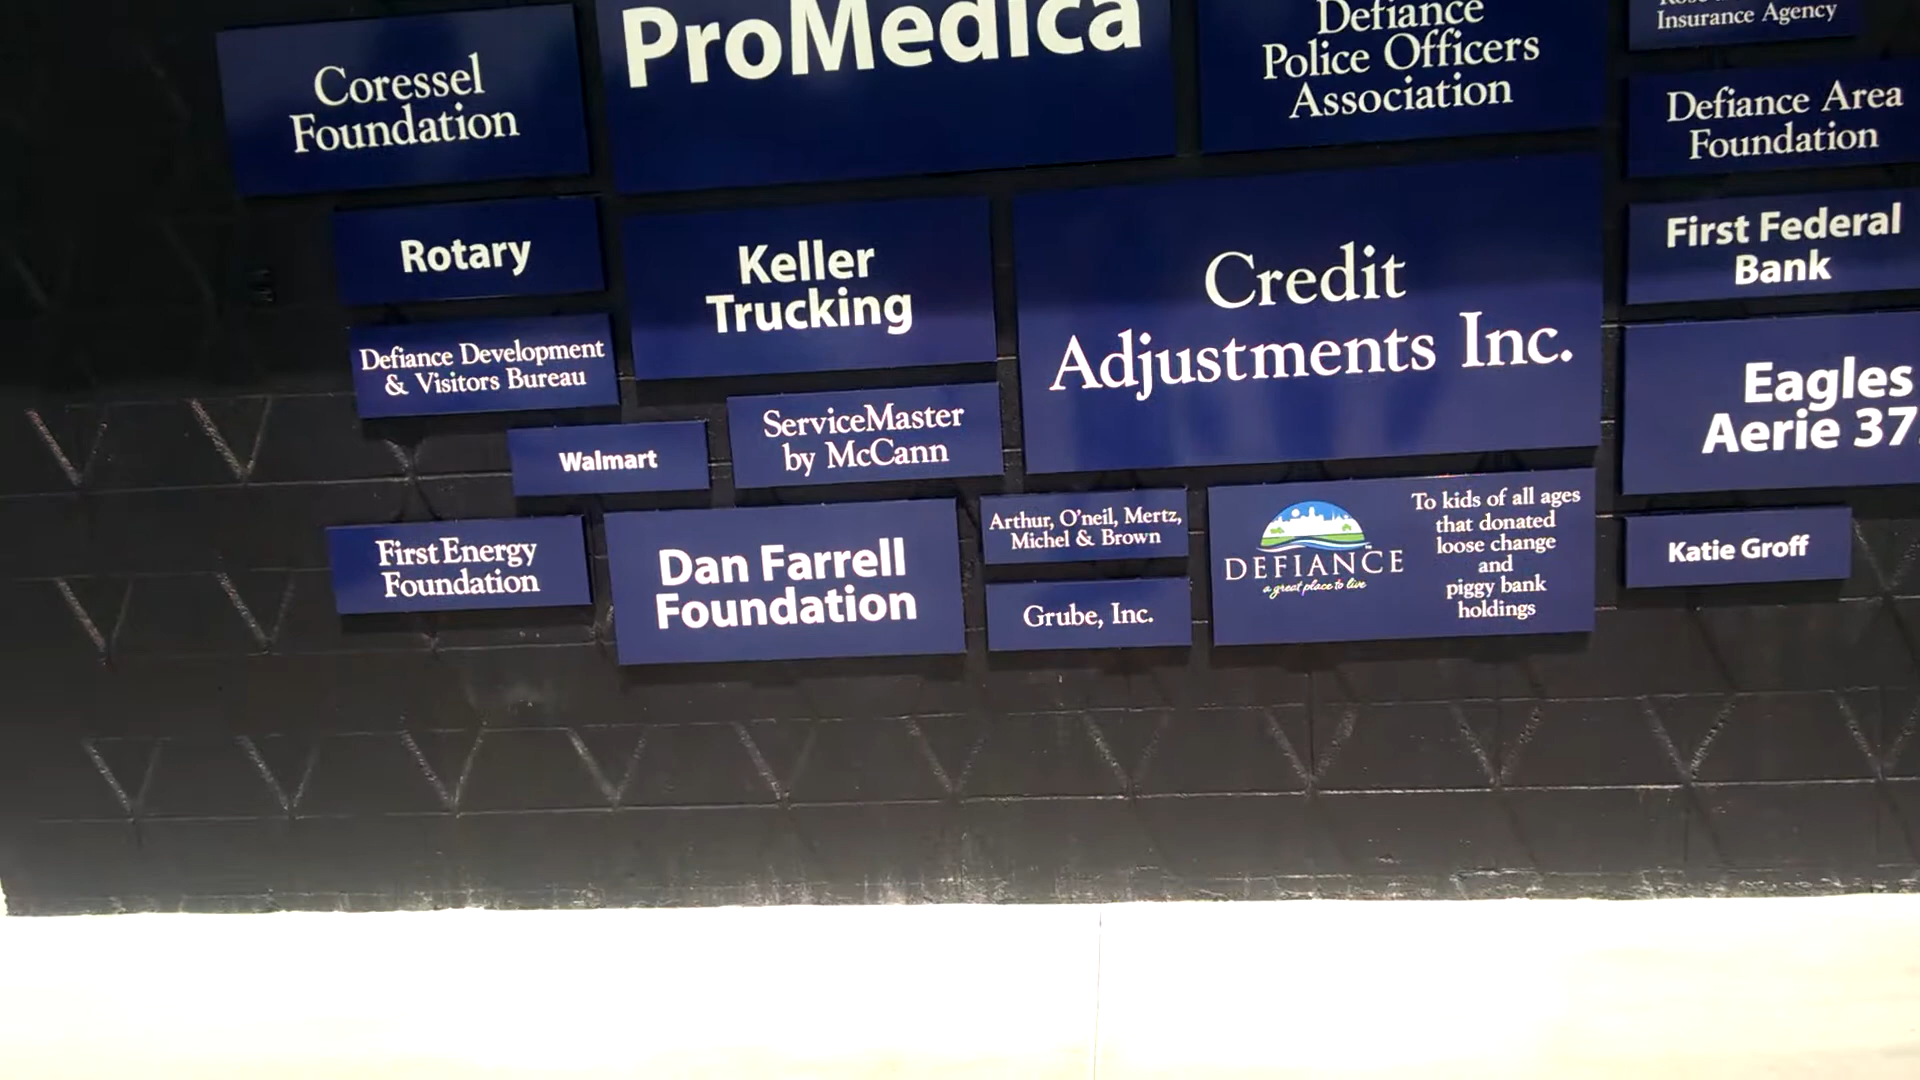 Coressel
Foundation
ProMedica
Defiance
Police Officers
Association
Insurance Agency
Defiance Area
Foundation
Rotary
Keller
Trucking
Credit
Adjustments Inc.
First Federal
Bank
Defiance Development
& Visitors Bureau
Eagles
Aerie 37
Walmart
ServiceMaster
by McCann
FirstEnergy
Foundation
Dan Farrell
Foundation
Arthur, O'neil, Mertz,
Michel & Brown
Grube, Inc.
DEFIANCE
a great place to live
To kids of all ages
that donated
loose change
and
piggy bank
holdings
Katie Groff